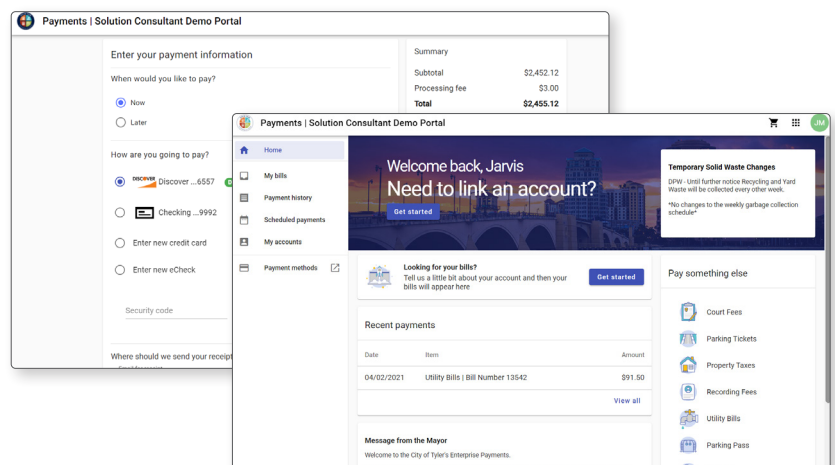 Payments | Solution Consultant Demo Portal
Enter your payment information
When would you like to pay?
Now
Later
How are you going to pay?
DISCOVER Discover ...6557
Checking ...9992
Enter new credit card
Enter new eCheck
Security code
Where should we send your receipt
Summary
Subtotal $2,452.12
Processing fee $3.00
Total $2,455.12
Payments | Solution Consultant Demo Portal
JM
Home
My bills
Payment history
Scheduled payments
My accounts
Payment methods
Welcome back, Jarvis
Need to link an account?
Get started
Temporary Solid Waste Changes
DPW - Until further notice Recycling and Yard
Waste will be collected every other week.
*No changes to the weekly garbage collection
schedule*
Looking for your bills?
Tell us a little bit about your account and then your
bills will appear here
Get started
Recent payments
Date Item Amount
04/02/2021 Utility Bills | Bill Number 13542 $91.50
View all
Message from the Mayor
Welcome to the City of Tyler's Enterprise Payments.
Pay something else
Court Fees
Parking Tickets
Property Taxes
Recording Fees
Utility Bills
Parking Pass